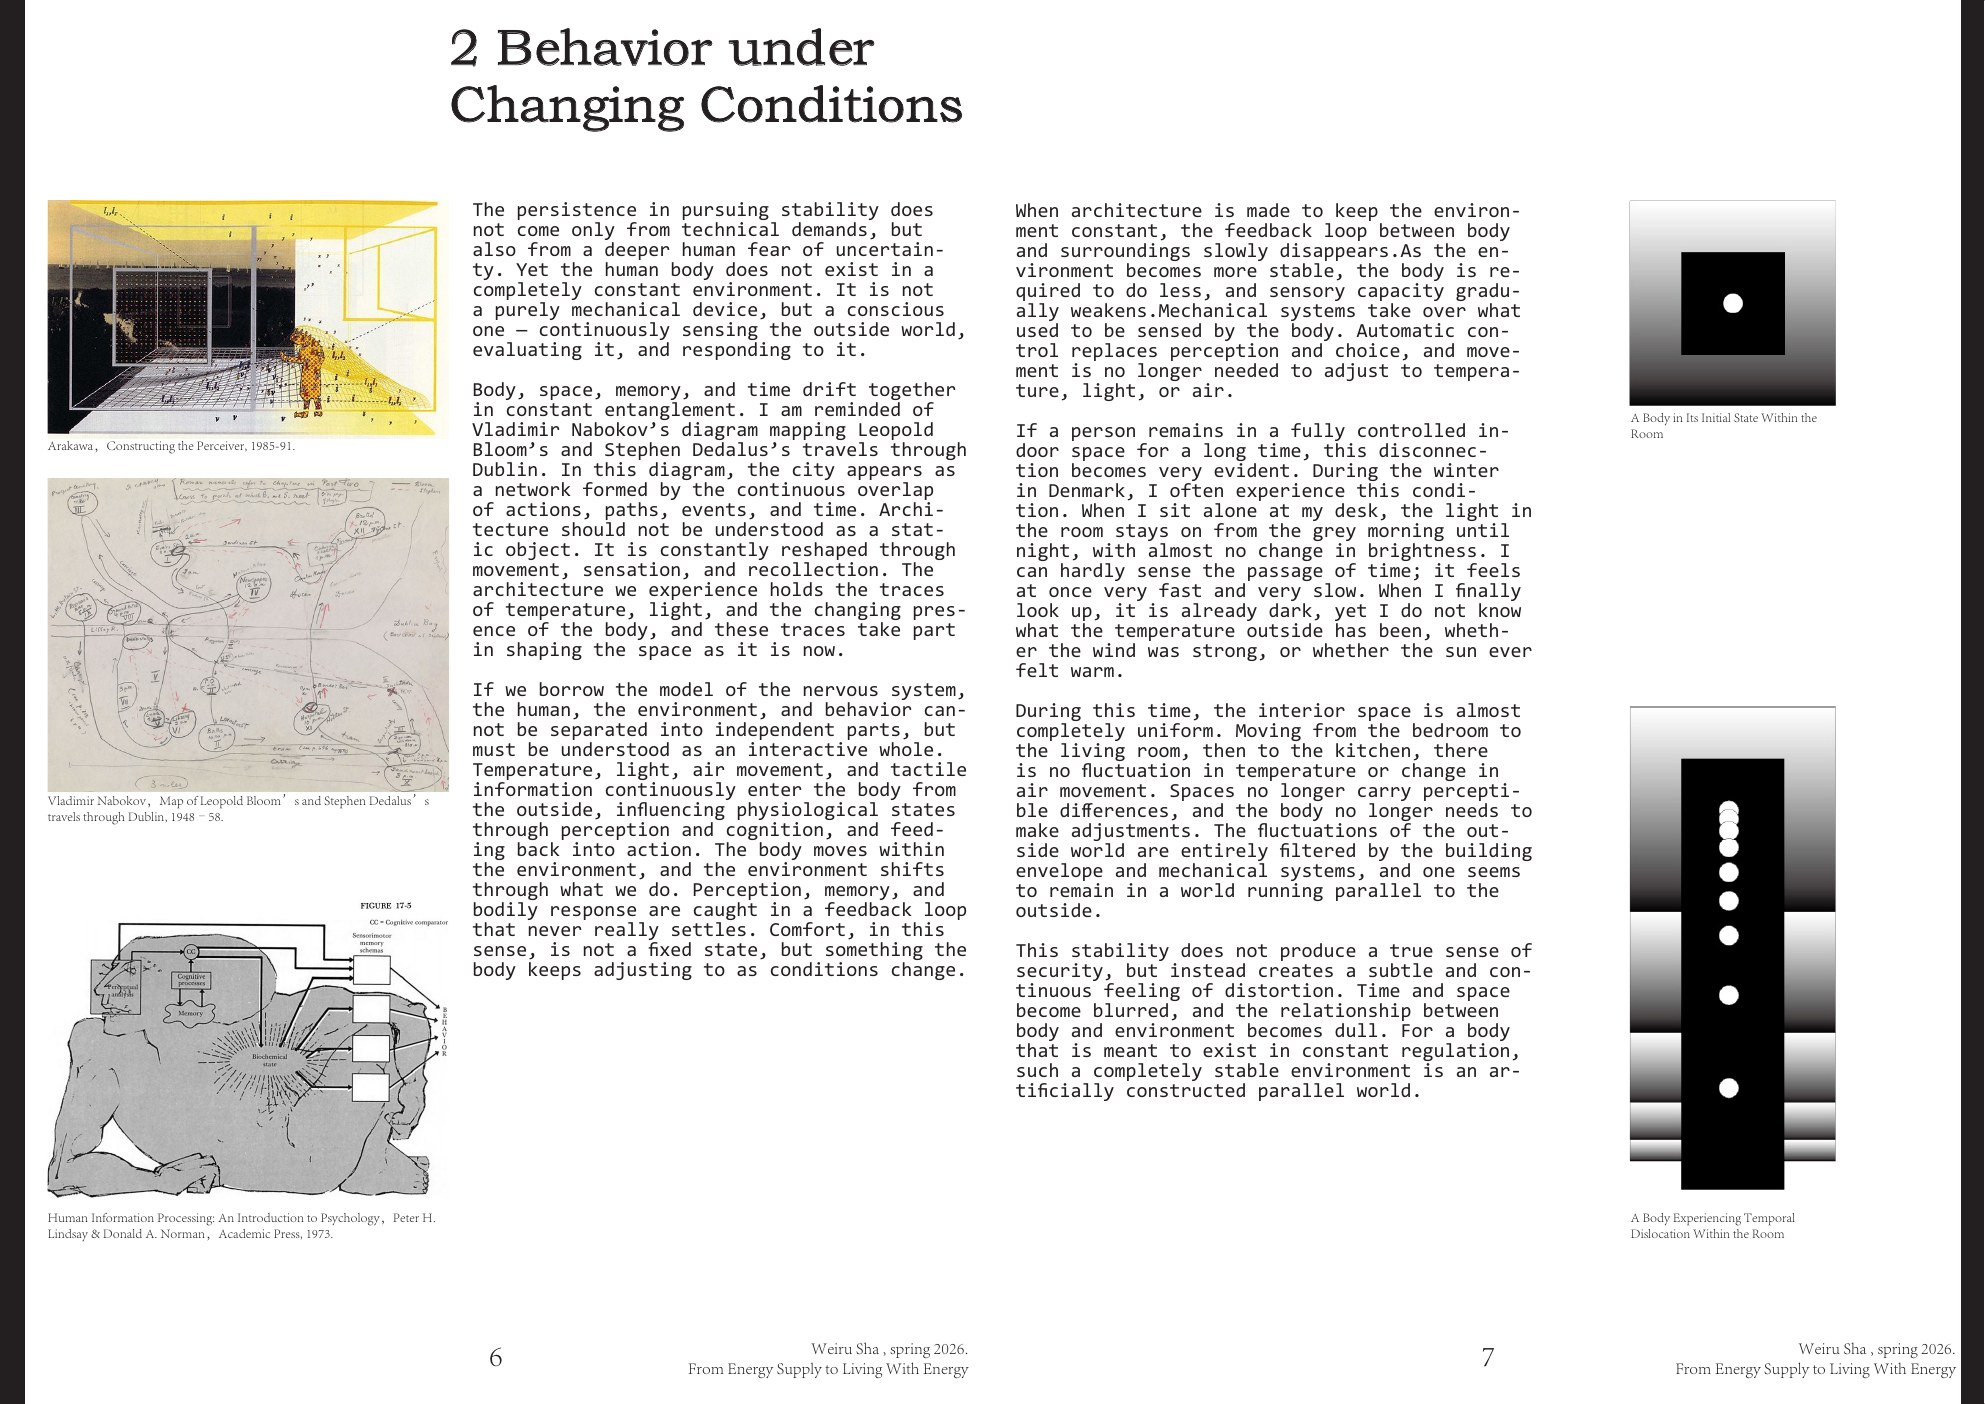 2 Behavior under
Changing Conditions
Arakawa, Constructing the Perceiver, 1985-91.
Vladimir Nabokov, Map of Leopold Bloom’s and Stephen Dedalus’s
travels through Dublin, 1948–58.
FIGURE 17-5
CC = Cognitive comparator
Sensorimotor
memory
schemas
CC
Perceptual
analysis
Cognitive
processes
Memory
Biochemical
state
BEHAVIOR
Human Information Processing: An Introduction to Psychology, Peter H.
Lindsay & Donald A. Norman, Academic Press, 1973.
The persistence in pursuing stability does
not come only from technical demands, but
also from a deeper human fear of uncertain-
ty. Yet the human body does not exist in a
completely constant environment. It is not
a purely mechanical device, but a conscious
one — continuously sensing the outside world,
evaluating it, and responding to it.
Body, space, memory, and time drift together
in constant entanglement. I am reminded of
Vladimir Nabokov’s diagram mapping Leopold
Bloom’s and Stephen Dedalus’s travels through
Dublin. In this diagram, the city appears as
a network formed by the continuous overlap
of actions, paths, events, and time. Archi-
tecture should not be understood as a stat-
ic object. It is constantly reshaped through
movement, sensation, and recollection. The
architecture we experience holds the traces
of temperature, light, and the changing pres-
ence of the body, and these traces take part
in shaping the space as it is now.
If we borrow the model of the nervous system,
the human, the environment, and behavior can-
not be separated into independent parts, but
must be understood as an interactive whole.
Temperature, light, air movement, and tactile
information continuously enter the body from
the outside, influencing physiological states
through perception and cognition, and feed-
ing back into action. The body moves within
the environment, and the environment shifts
through what we do. Perception, memory, and
bodily response are caught in a feedback loop
that never really settles. Comfort, in this
sense, is not a fixed state, but something the
body keeps adjusting to as conditions change.
6
Weiru Sha , spring 2026.
From Energy Supply to Living With Energy
When architecture is made to keep the environ-
ment constant, the feedback loop between body
and surroundings slowly disappears.As the en-
vironment becomes more stable, the body is re-
quired to do less, and sensory capacity gradu-
ally weakens.Mechanical systems take over what
used to be sensed by the body. Automatic con-
trol replaces perception and choice, and move-
ment is no longer needed to adjust to tempera-
ture, light, or air.
If a person remains in a fully controlled in-
door space for a long time, this disconnec-
tion becomes very evident. During the winter
in Denmark, I often experience this condi-
tion. When I sit alone at my desk, the light in
the room stays on from the grey morning until
night, with almost no change in brightness. I
can hardly sense the passage of time; it feels
at once very fast and very slow. When I finally
look up, it is already dark, yet I do not know
what the temperature outside has been, wheth-
er the wind was strong, or whether the sun ever
felt warm.
During this time, the interior space is almost
completely uniform. Moving from the bedroom to
the living room, then to the kitchen, there
is no fluctuation in temperature or change in
air movement. Spaces no longer carry percepti-
ble differences, and the body no longer needs to
make adjustments. The fluctuations of the out-
side world are entirely filtered by the building
envelope and mechanical systems, and one seems
to remain in a world running parallel to the
outside.
This stability does not produce a true sense of
security, but instead creates a subtle and con-
tinuous feeling of distortion. Time and space
become blurred, and the relationship between
body and environment becomes dull. For a body
that is meant to exist in constant regulation,
such a completely stable environment is an ar-
tificially constructed parallel world.
A Body in Its Initial State Within the
Room
A Body Experiencing Temporal
Dislocation Within the Room
7
Weiru Sha , spring 2026.
From Energy Supply to Living With Energy